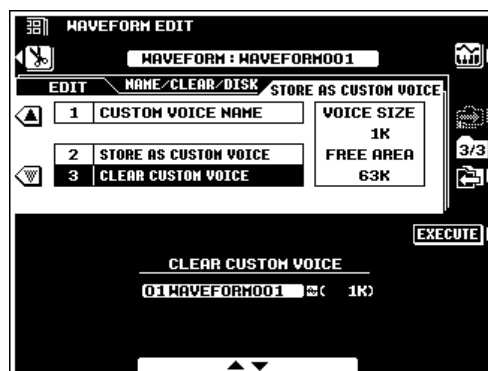 WAVEFORM EDIT
WAVEFORM : WAVEFORM001
EDIT NAME/CLEAR/DISK STORE AS CUSTOM VOICE
1 CUSTOM VOICE NAME
VOICE SIZE
1K
2 STORE AS CUSTOM VOICE
FREE AREA
3/3
3 CLEAR CUSTOM VOICE
63K
EXECUTE
CLEAR CUSTOM VOICE
01 WAVEFORM001 ( 1K)